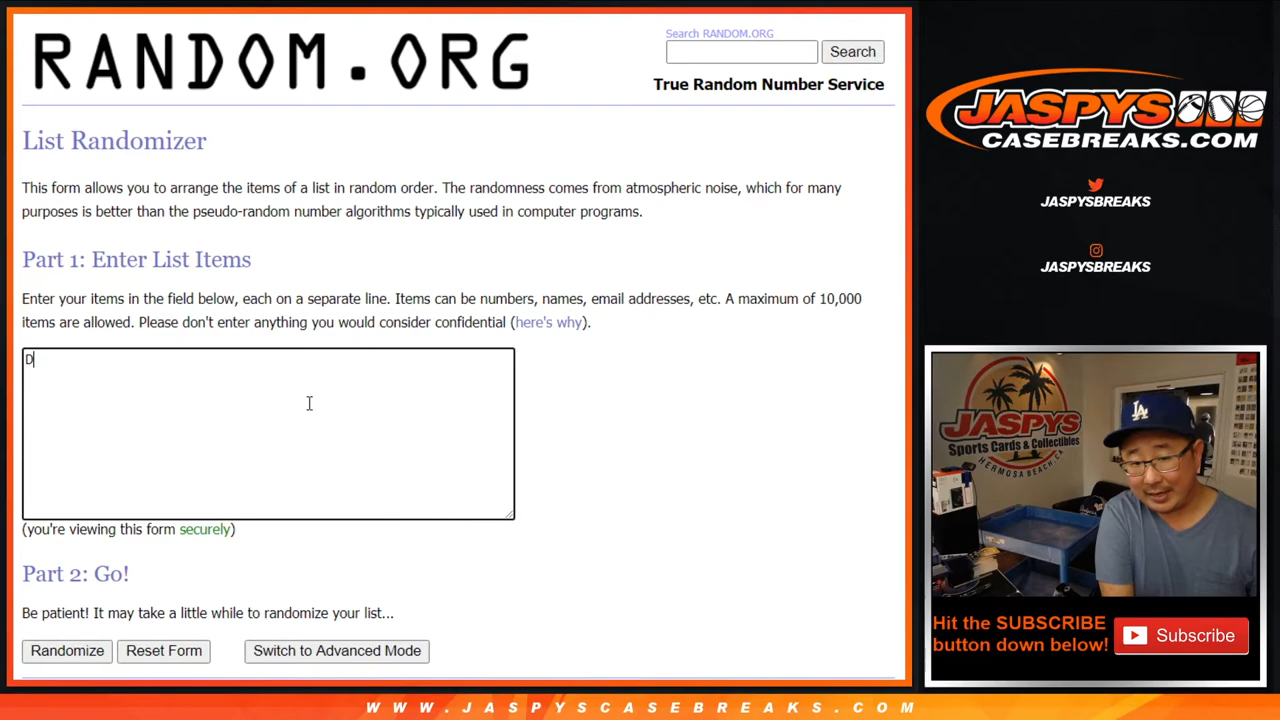 RANDOM.ORG
Search RANDOM.ORG
Search
True Random Number Service
List Randomizer
This form allows you to arrange the items of a list in random order. The randomness comes from atmospheric noise, which for many
purposes is better than the pseudo-random number algorithms typically used in computer programs.
Part 1: Enter List Items
Enter your items in the field below, each on a separate line. Items can be numbers, names, email addresses, etc. A maximum of 10,000
items are allowed. Please don't enter anything you would consider confidential (here's why).
D
(you're viewing this form securely)
Part 2: Go!
Be patient! It may take a little while to randomize your list...
Randomize Reset Form Switch to Advanced Mode
JASPYS
CASEBREAKS.COM
JASPYSBREAKS
JASPYSBREAKS
JASPYS
Sports Cards & Collectibles
HERMOSA BEACH, CA
LA
Hit the SUBSCRIBE
button down below!
Subscribe
WWW.JASPYSCASEBREAKS.COM